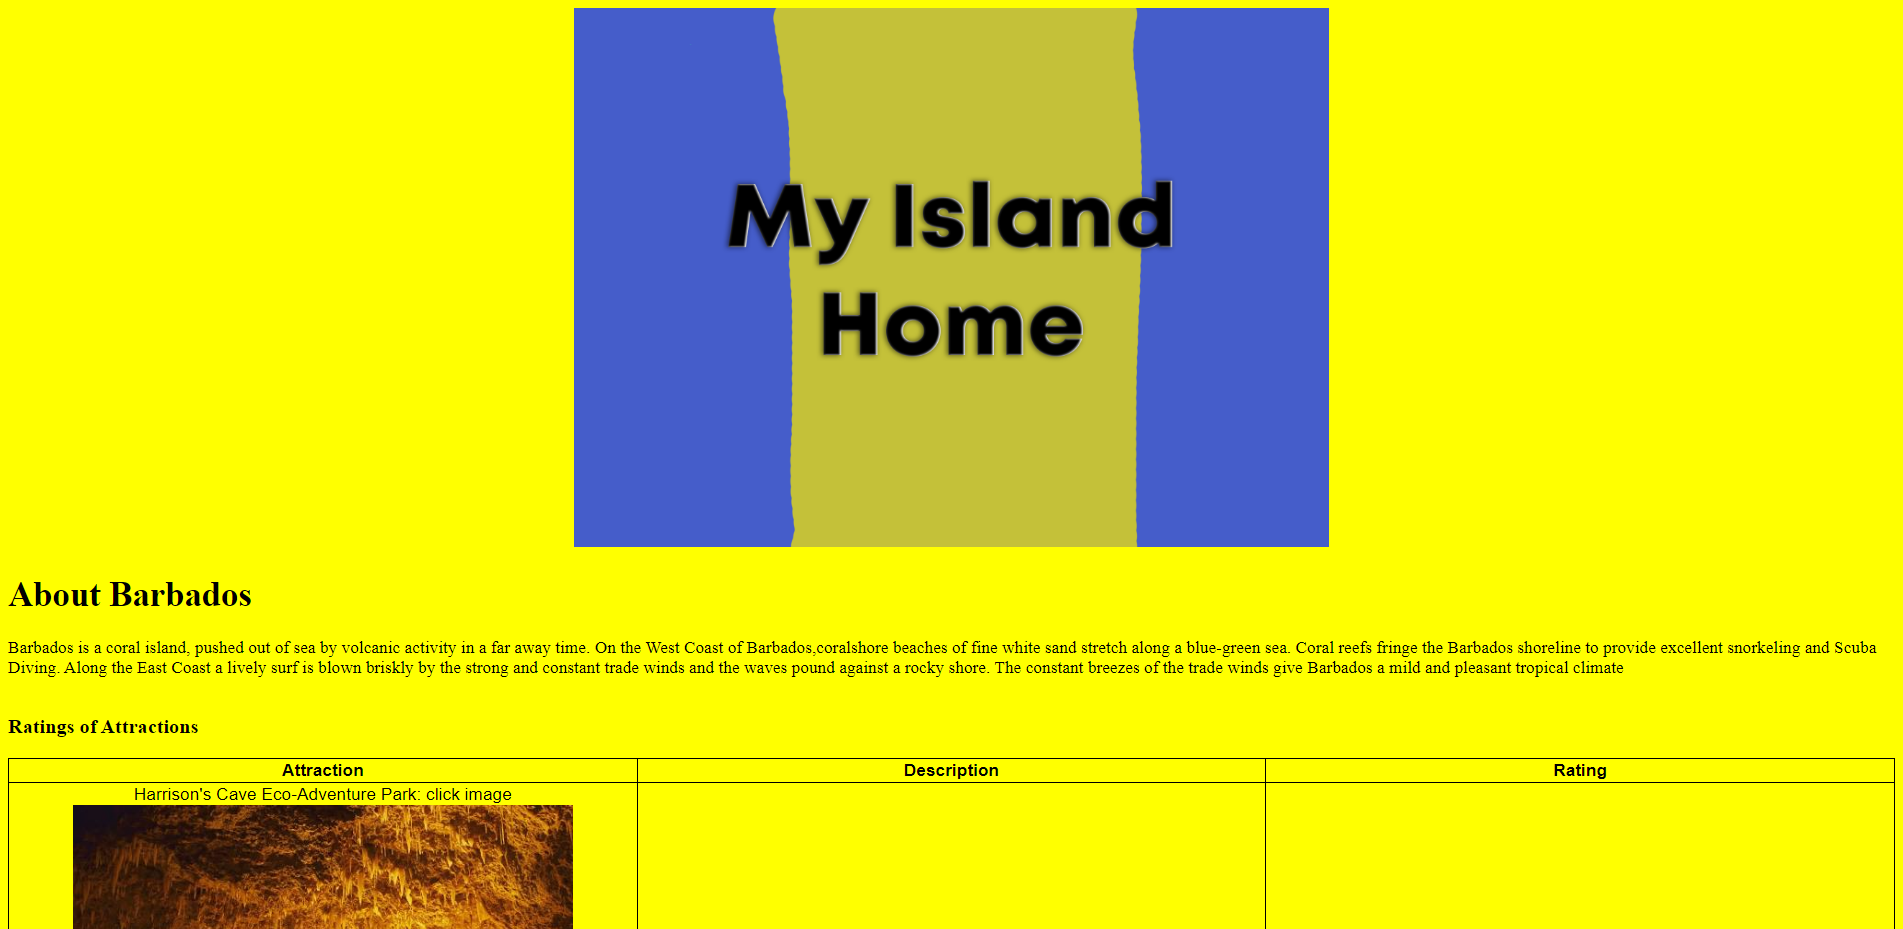 My Island
Home
About Barbados
Barbados is a coral island, pushed out of sea by volcanic activity in a far away time. On the West Coast of Barbados,coralshore beaches of fine white sand stretch along a blue-green sea. Coral reefs fringe the Barbados shoreline to provide excellent snorkeling and Scuba
Diving. Along the East Coast a lively surf is blown briskly by the strong and constant trade winds and the waves pound against a rocky shore. The constant breezes of the trade winds give Barbados a mild and pleasant tropical climate
Ratings of Attractions
Attraction Description Rating
Harrison's Cave Eco-Adventure Park: click image